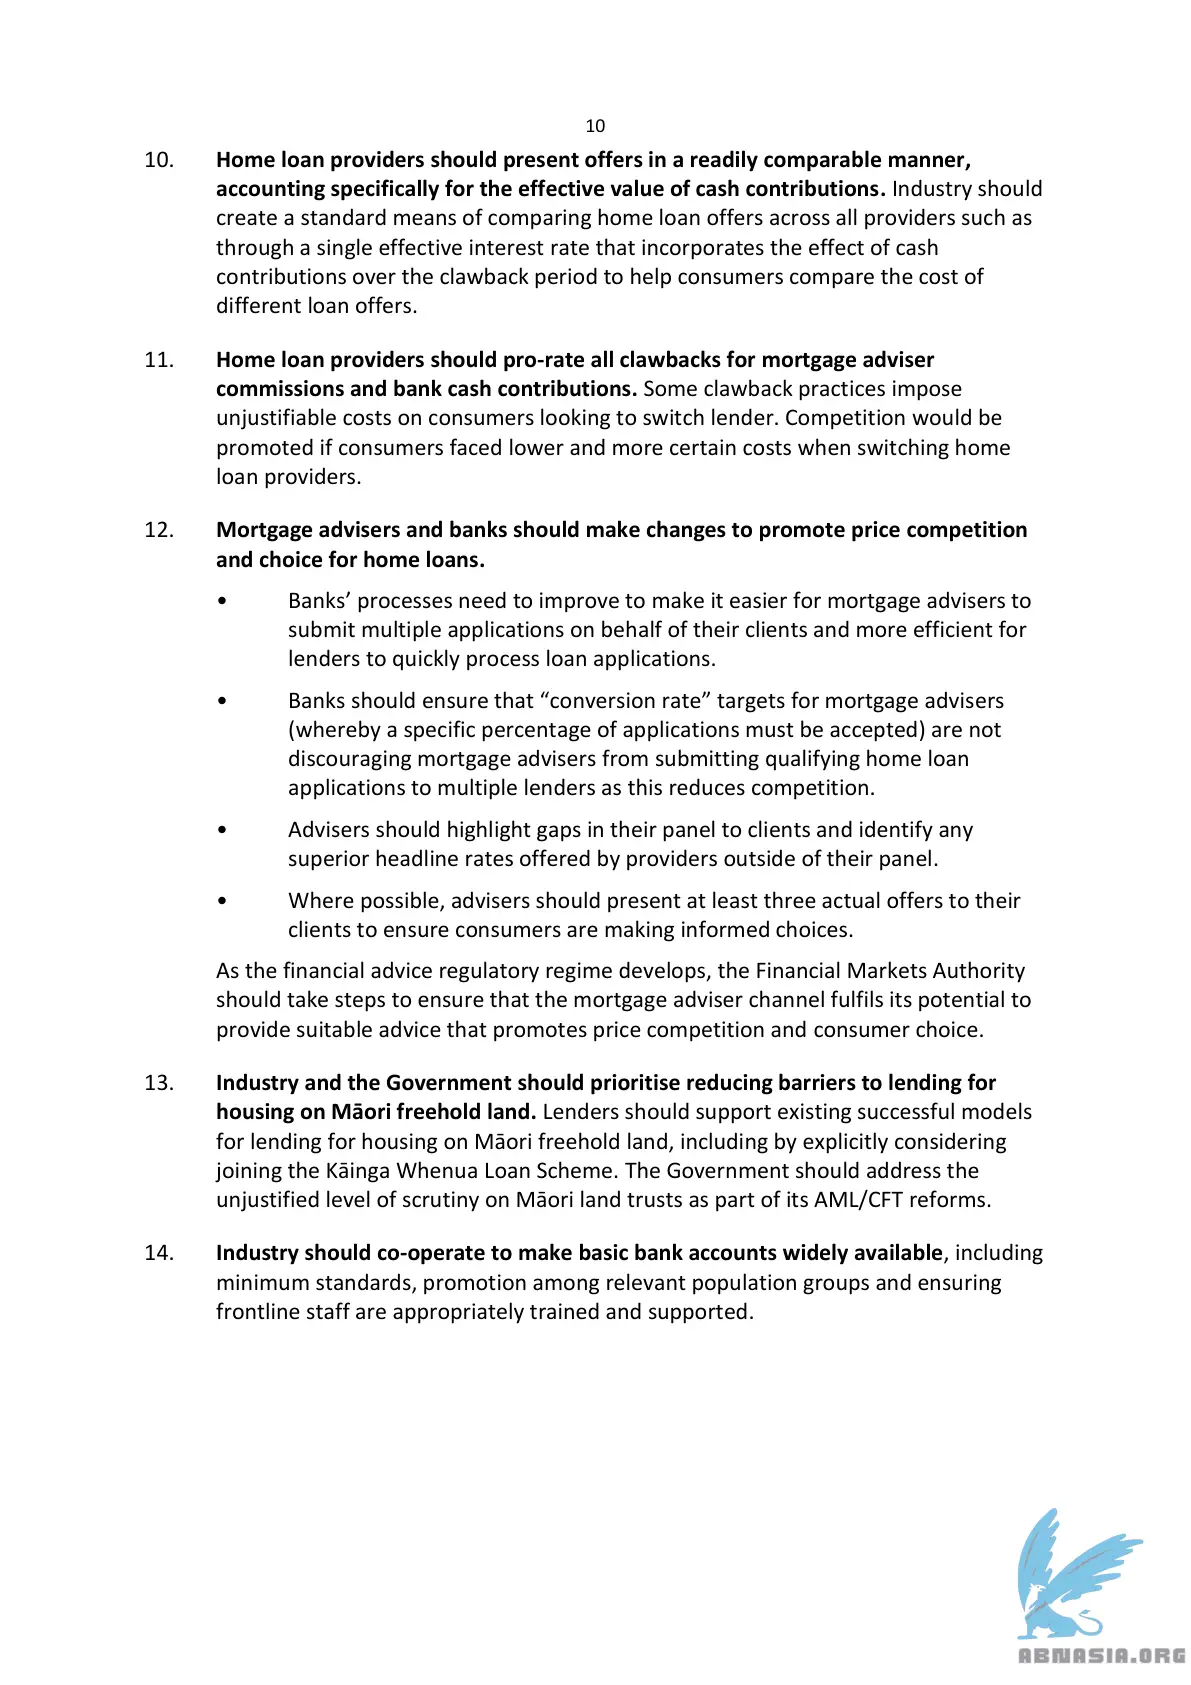 10
10. Home loan providers should present offers in a readily comparable manner,
accounting specifically for the effective value of cash contributions. Industry should
create a standard means of comparing home loan offers across all providers such as
through a single effective interest rate that incorporates the effect of cash
contributions over the clawback period to help consumers compare the cost of
different loan offers.
11. Home loan providers should pro-rate all clawbacks for mortgage adviser
commissions and bank cash contributions. Some clawback practices impose
unjustifiable costs on consumers looking to switch lender. Competition would be
promoted if consumers faced lower and more certain costs when switching home
loan providers.
12. Mortgage advisers and banks should make changes to promote price competition
and choice for home loans.
• Banks’ processes need to improve to make it easier for mortgage advisers to
submit multiple applications on behalf of their clients and more efficient for
lenders to quickly process loan applications.
• Banks should ensure that “conversion rate” targets for mortgage advisers
(whereby a specific percentage of applications must be accepted) are not
discouraging mortgage advisers from submitting qualifying home loan
applications to multiple lenders as this reduces competition.
• Advisers should highlight gaps in their panel to clients and identify any
superior headline rates offered by providers outside of their panel.
• Where possible, advisers should present at least three actual offers to their
clients to ensure consumers are making informed choices.
As the financial advice regulatory regime develops, the Financial Markets Authority
should take steps to ensure that the mortgage adviser channel fulfils its potential to
provide suitable advice that promotes price competition and consumer choice.
13. Industry and the Government should prioritise reducing barriers to lending for
housing on Māori freehold land. Lenders should support existing successful models
for lending for housing on Māori freehold land, including by explicitly considering
joining the Kāinga Whenua Loan Scheme. The Government should address the
unjustified level of scrutiny on Māori land trusts as part of its AML/CFT reforms.
14. Industry should co-operate to make basic bank accounts widely available, including
minimum standards, promotion among relevant population groups and ensuring
frontline staff are appropriately trained and supported.
ABNASIA.ORG